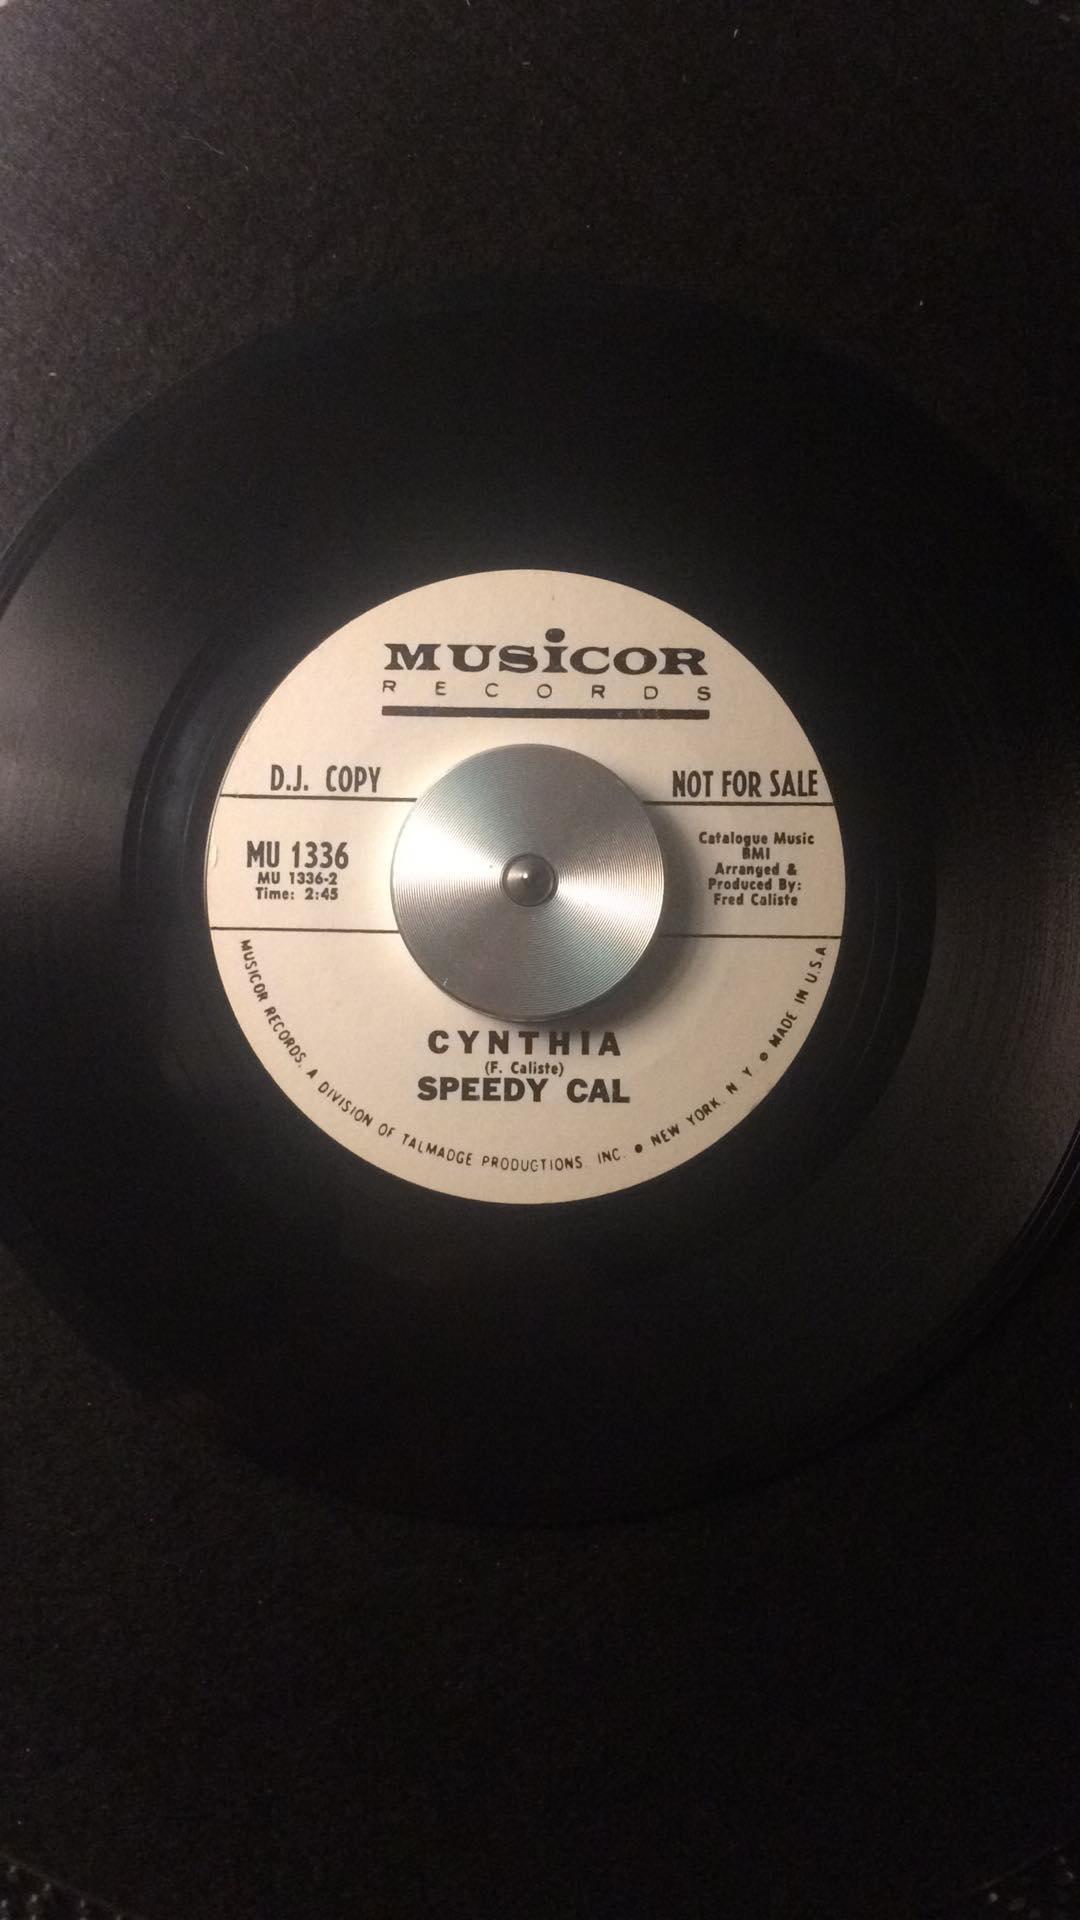 MUSiCOR
RECORDS
D.J. COPY
NOT FOR SALE
MU 1336
MU 1336-2
Time: 2:45
Catalogue Music
BMI
Arranged &
Produced By:
Fred Caliste
CYNTHIA
(F. Caliste)
SPEEDY CAL
MUSICOR RECORDS, A DIVISION OF TALMADGE PRODUCTIONS, INC. ● NEW YORK, N.Y. ● MADE IN U.S.A